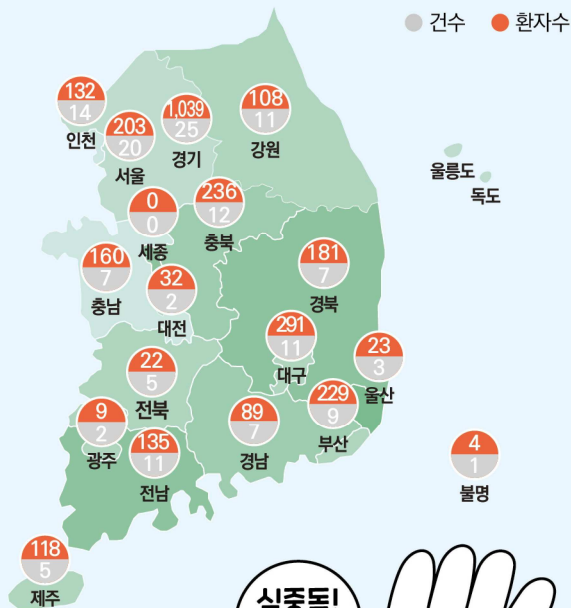 건수 환자수
132
14
인천
203
20
서울
1,039
25
경기
108
11
강원
울릉도
독도
0
0
세종
236
12
충북
160
7
충남
32
2
대전
181
7
경북
291
11
대구
23
3
울산
22
5
전북
229
9
부산
9
2
광주
135
11
전남
89
7
경남
4
1
불명
118
5
제주
식중독!